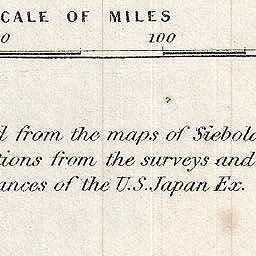 CALE OF MILES
0 100
d from the maps of Siebold
tions from the surveys and
ances of the U.S. Japan Ex.